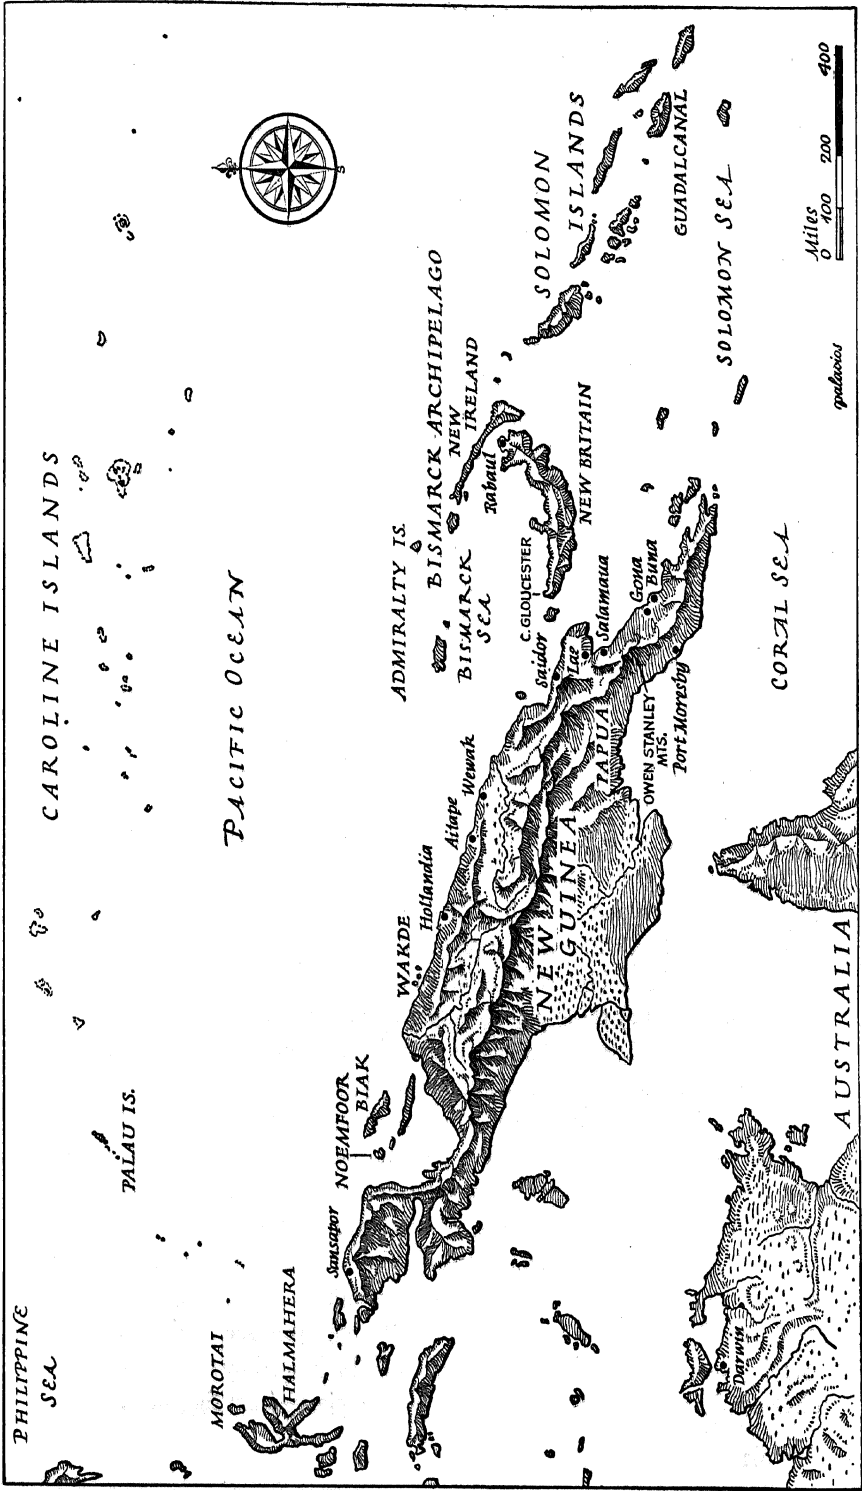 PHILIPPINE
SEA
PALAU IS.
CAROLINE ISLANDS
PACIFIC OCEAN
MOROTAI
HALMAHERA
Sansapor
NOEMFOOR
BIAK
WAKDE
Hollandia
Aitape
Wewak
ADMIRALTY IS.
BISMARCK ARCHIPELAGO
BISMARCK
SEA
NEW
IRELAND
Rabaul
NEW BRITAIN
C. GLOUCESTER
Saidor
Lae
Salamaua
Gona
Buna
PAPUA
OWEN STANLEY
MTS.
Port Moresby
NEW
GUINEA
SOLOMON
ISLANDS
GUADALCANAL
SOLOMON SEA
CORAL SEA
Darwin
AUSTRALIA
S
Miles
0 100 200 400
palacios